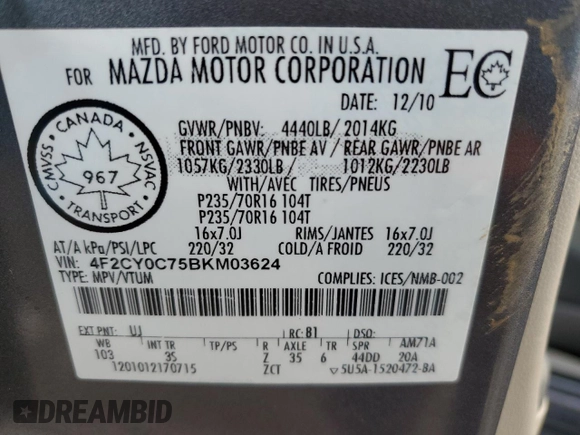 MFD. BY FORD MOTOR CO. IN U.S.A.
FOR MAZDA MOTOR CORPORATION EC
DATE: 12/10
GVWR/PNBV: 4440LB/ 2014KG
FRONT GAWR/PNBE AV / REAR GAWR/PNBE AR
1057KG/2330LB / 1012KG/2230LB
WITH/AVEC TIRES/PNEUS
P235/70R16 104T
P235/70R16 104T
16x7.0J RIMS/JANTES 16x7.0J
AT/A kPa/PSI/LPC 220/32 COLD/A FROID 220/32
CANADA
CMVSS 967 NSVAC
TRANSPORT
VIN: 4F2CY0C75BKM03624
TYPE: MPV/VTUM COMPLIES: ICES/NMB-002
EXT PNT: UJ RC: 81 DSO:
WB INT TR TP/PS R AXLE TR SPR AM71A
103 3S Z 35 6 44DD 20A
1201012170715 ZCT 5U5A-1520472-BA
DREAMBID